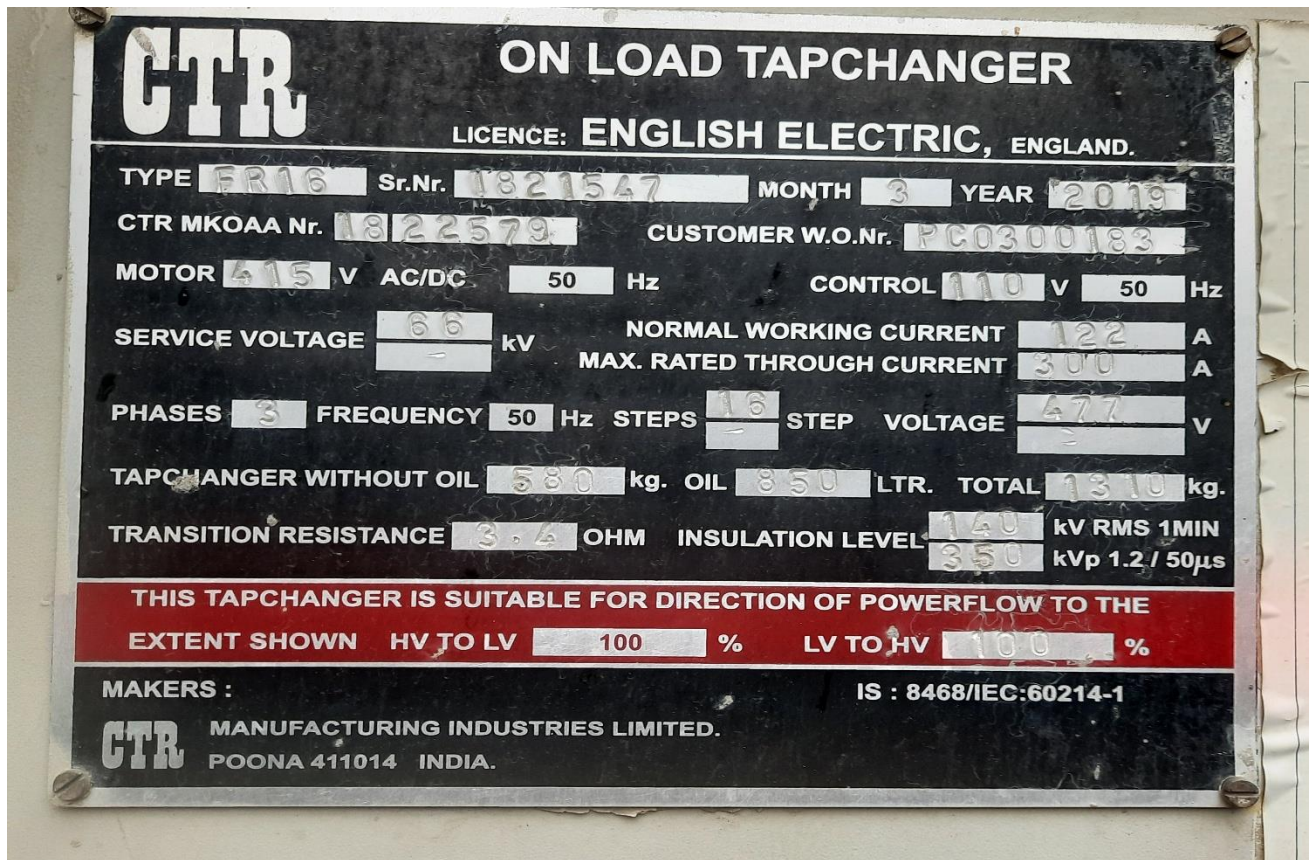 CTR
ON LOAD TAPCHANGER
LICENCE: ENGLISH ELECTRIC, ENGLAND.
TYPE FR16 Sr.Nr. 1821547 MONTH 3 YEAR 2019
CTR MKOAA Nr. 18 22579 CUSTOMER W.O.Nr. PC0300183
MOTOR 415 V AC/DC 50 Hz CONTROL 110 V 50 Hz
SERVICE VOLTAGE 66 - kV NORMAL WORKING CURRENT 122 A
MAX. RATED THROUGH CURRENT 300 A
PHASES 3 FREQUENCY 50 Hz STEPS 16 - STEP VOLTAGE 477 - V
TAPCHANGER WITHOUT OIL 580 kg. OIL 850 LTR. TOTAL 1310 kg.
TRANSITION RESISTANCE 3.4 OHM INSULATION LEVEL 140 kV RMS 1MIN
350 kVp 1.2 / 50µs
THIS TAPCHANGER IS SUITABLE FOR DIRECTION OF POWERFLOW TO THE
EXTENT SHOWN HV TO LV 100 % LV TO HV 100 %
MAKERS : IS : 8468/IEC:60214-1
CTR MANUFACTURING INDUSTRIES LIMITED.
POONA 411014 INDIA.